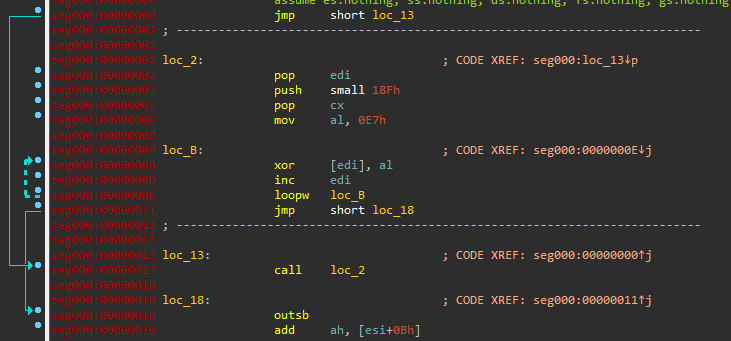 seg000:00000000 assume es:nothing, ss:nothing, ds:nothing, fs:nothing, gs:nothing
seg000:00000000 jmp short loc_13
seg000:00000002 ; ---------------------------------------------------------------------------
seg000:00000002
seg000:00000002 loc_2: ; CODE XREF: seg000:loc_13↓p
seg000:00000002 pop edi
seg000:00000003 push small 18Fh
seg000:00000007 pop cx
seg000:00000009 mov al, 0E7h
seg000:0000000B
seg000:0000000B loc_B: ; CODE XREF: seg000:0000000E↓j
seg000:0000000B xor [edi], al
seg000:0000000D inc edi
seg000:0000000E loopw loc_B
seg000:00000011 jmp short loc_18
seg000:00000013 ; ---------------------------------------------------------------------------
seg000:00000013
seg000:00000013 loc_13: ; CODE XREF: seg000:00000000↑j
seg000:00000013 call loc_2
seg000:00000018
seg000:00000018 loc_18: ; CODE XREF: seg000:00000011↑j
seg000:00000018 outsb
seg000:00000019 add ah, [esi+0Bh]